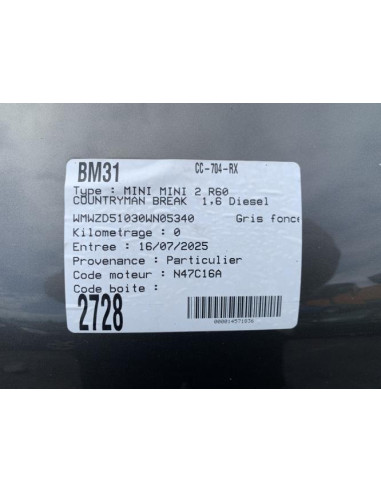 BM31 CC-704-RX
Type : MINI MINI 2 R60
COUNTRYMAN BREAK 1.6 Diesel
WMWZD51030WN05340 Gris fonce
Kilometrage : 0
Entree : 16/07/2025
Provenance : Particulier
Code moteur : N47C16A
Code boite :
2728